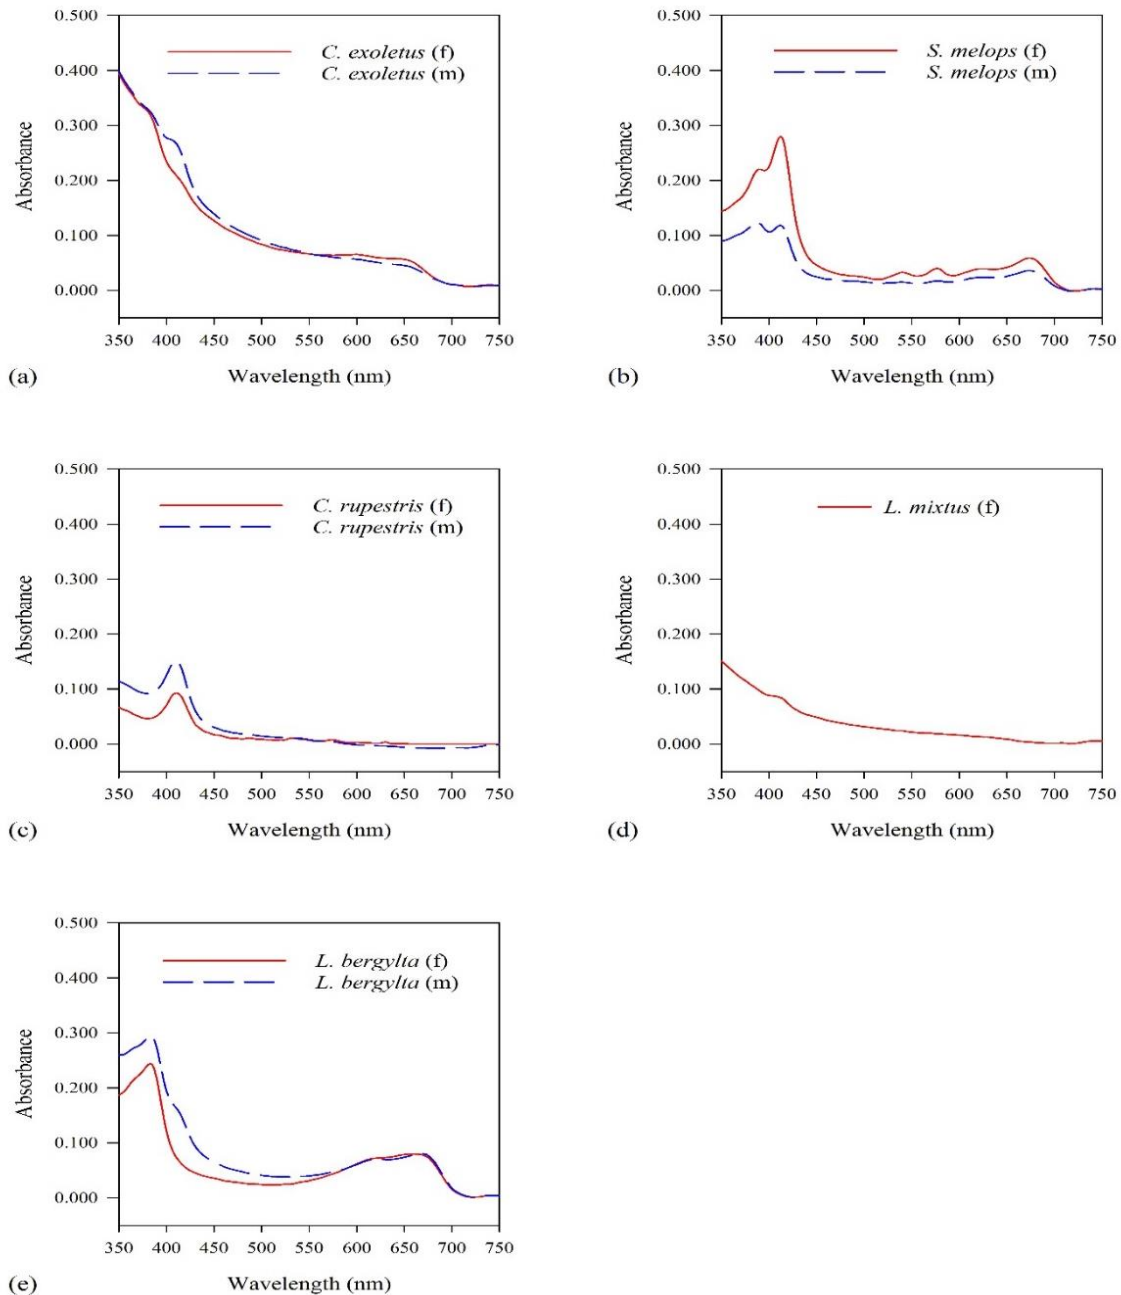 0.500
0.400
0.300
0.200
0.100
0.000
Absorbance
C. exoletus (f)
C. exoletus (m)
350 400 450 500 550 600 650 700 750
Wavelength (nm)
(a)
0.500
0.400
0.300
0.200
0.100
0.000
Absorbance
S. melops (f)
S. melops (m)
350 400 450 500 550 600 650 700 750
Wavelength (nm)
(b)
0.500
0.400
0.300
0.200
0.100
0.000
Absorbance
C. rupestris (f)
C. rupestris (m)
350 400 450 500 550 600 650 700 750
Wavelength (nm)
(c)
0.500
0.400
0.300
0.200
0.100
0.000
Absorbance
L. mixtus (f)
350 400 450 500 550 600 650 700 750
Wavelength (nm)
(d)
0.500
0.400
0.300
0.200
0.100
0.000
Absorbance
L. bergylta (f)
L. bergylta (m)
350 400 450 500 550 600 650 700 750
Wavelength (nm)
(e)